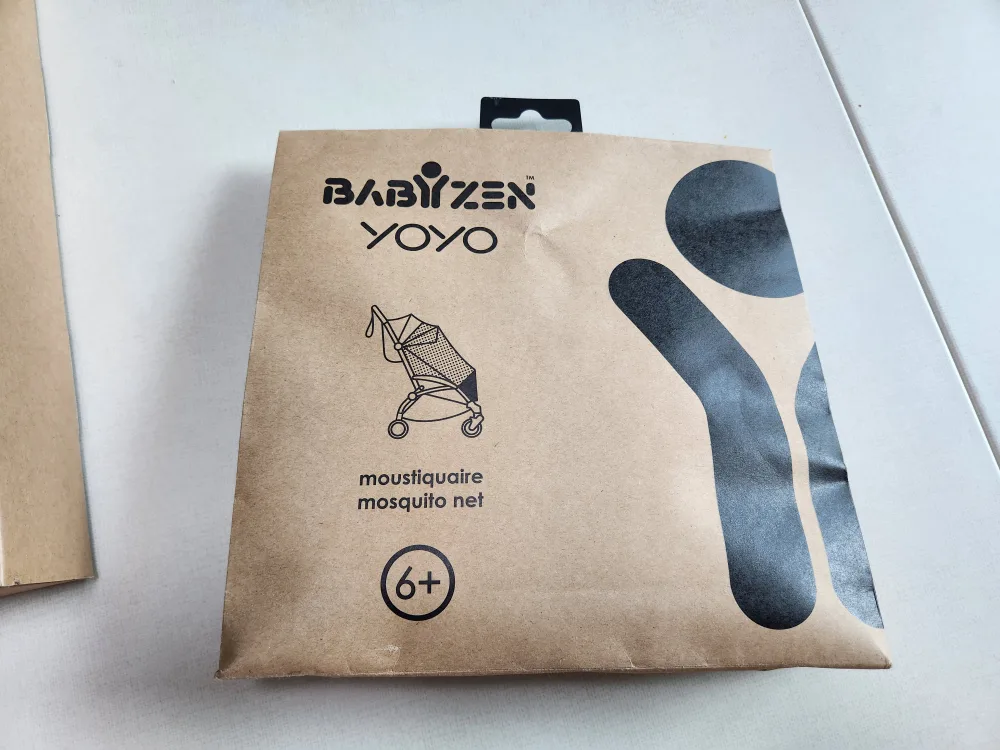 BABYZEN™
YOYO
moustiquaire
mosquito net
6+